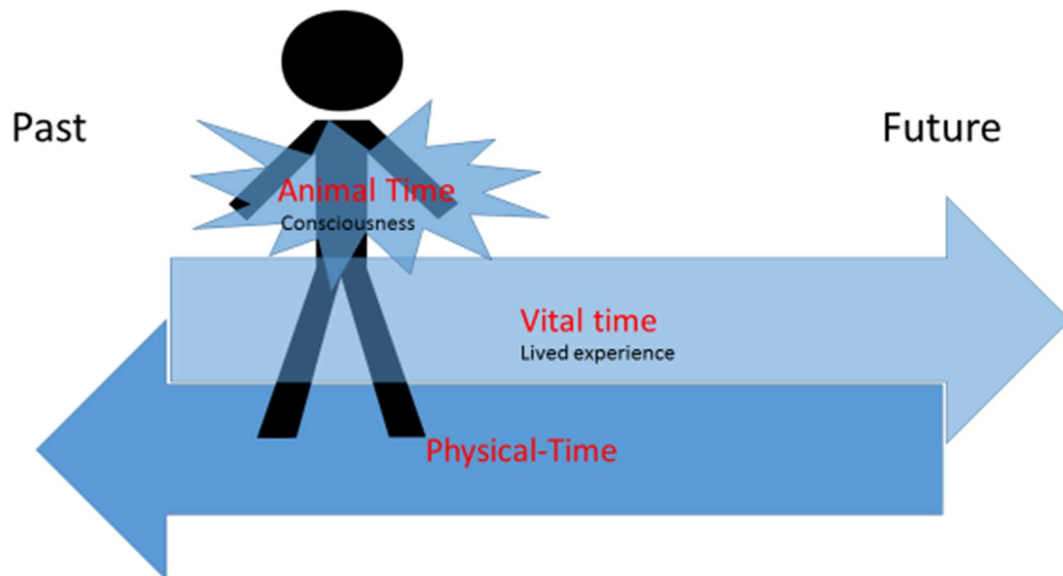 Past
Future
Animal Time
Consciousness
Vital time
Lived experience
Physical-Time